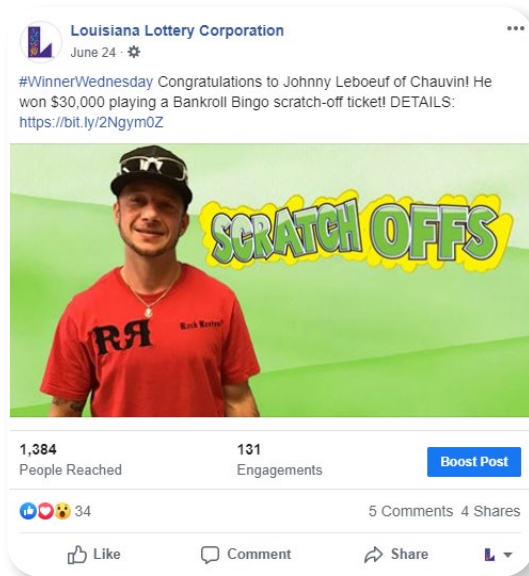 Louisiana Lottery Corporation
June 24 ·
#WinnerWednesday Congratulations to Johnny Leboeuf of Chauvin! He
won $30,000 playing a Bankroll Bingo scratch-off ticket! DETAILS:
https://bit.ly/2Ngym0Z
SCRATCH OFFS
RЯ
1,384
People Reached
131
Engagements
Boost Post
34
5 Comments 4 Shares
Like
Comment
Share